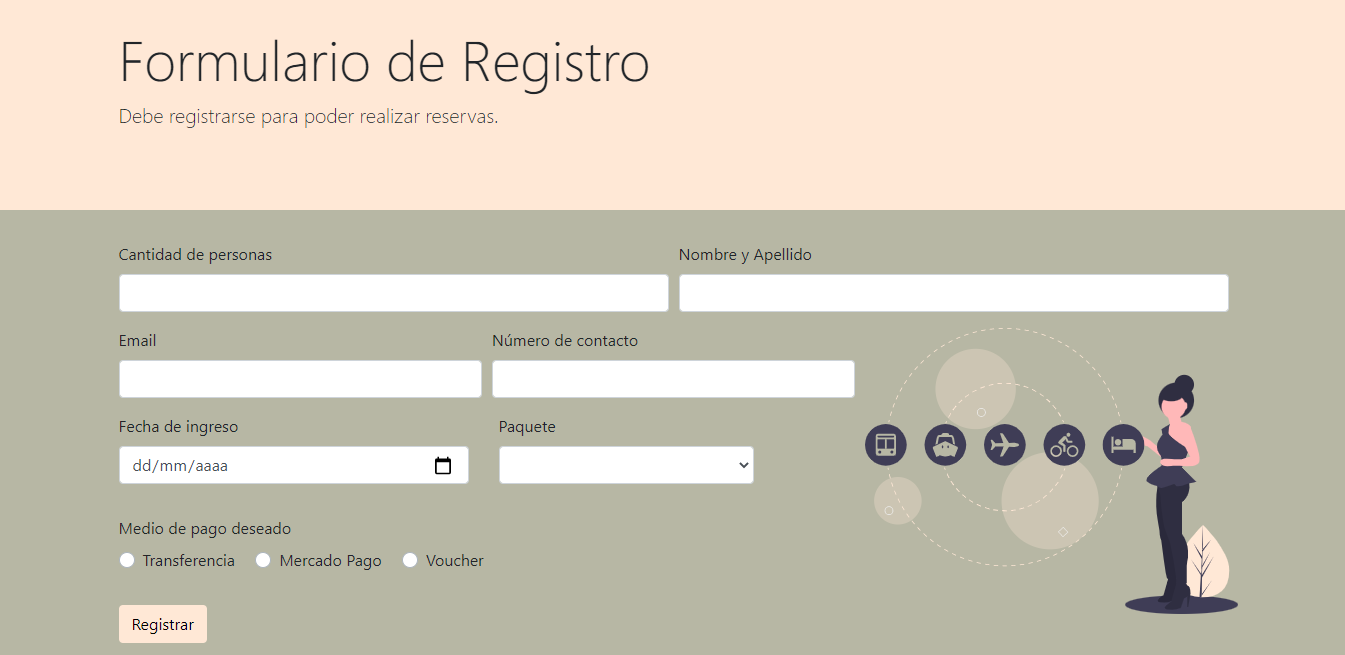 Formulario de Registro
Debe registrarse para poder realizar reservas.
Cantidad de personas
Nombre y Apellido
Email
Número de contacto
Fecha de ingreso
Paquete
dd/mm/aaaa
Medio de pago deseado
Transferencia Mercado Pago Voucher
Registrar